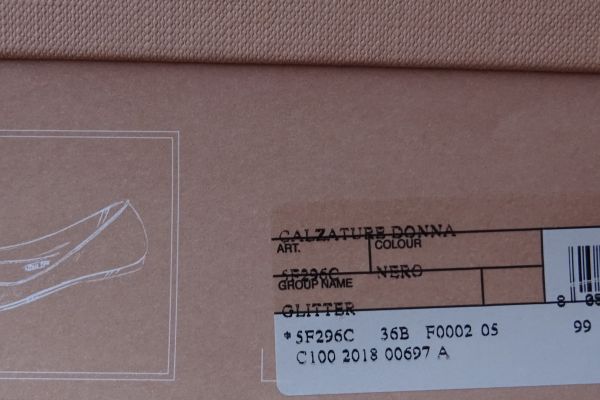 CALZATURE DONNA
ART. COLOUR
5F296C NERO
GROUP NAME
GLITTER
*5F296C 36B F0002 05 99
C100 2018 00697 A